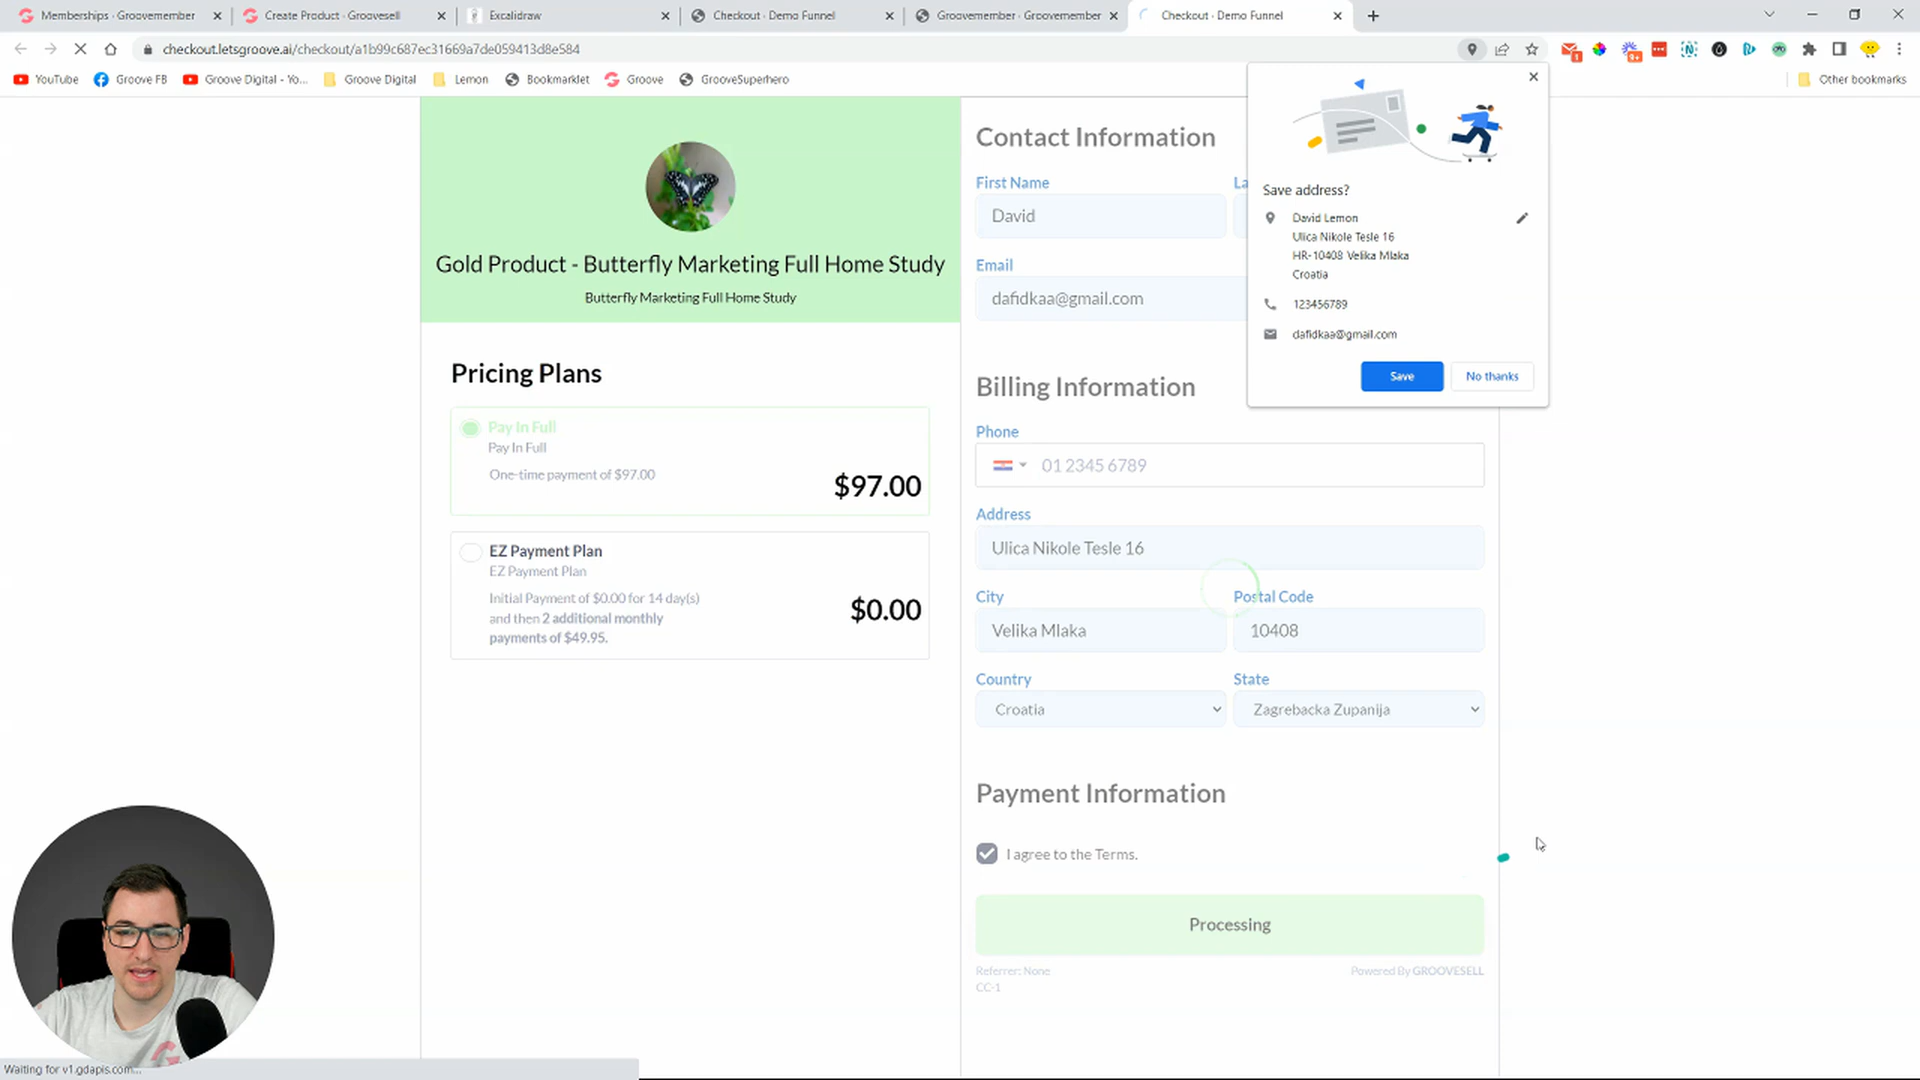 Memberships - Groovemember
Create Product - Groovesell
Excalidraw
Checkout - Demo Funnel
Groovemember - Groovemember
Checkout - Demo Funnel
checkout.letsgroove.ai/checkout/a1b99c687ec31669a7de059413d8e584
YouTube
Groove FB
Groove Digital - Yo...
Groove Digital
Lemon
Bookmarklet
Groove
GrooveSuperhero
Other bookmarks
Gold Product - Butterfly Marketing Full Home Study
Butterfly Marketing Full Home Study
Pricing Plans
Pay In Full
Pay In Full
One-time payment of $97.00
$97.00
EZ Payment Plan
EZ Payment Plan
Initial Payment of $0.00 for 14 day(s)
and then 2 additional monthly
payments of $49.95.
$0.00
Contact Information
First Name
La
David
Email
dafidkaa@gmail.com
Save address?
David Lemon
Ulica Nikole Tesle 16
HR-10408 Velika Mlaka
Croatia
123456789
dafidkaa@gmail.com
Save
No thanks
Billing Information
Phone
01 2345 6789
Address
Ulica Nikole Tesle 16
City
Postal Code
Velika Mlaka
10408
Country
State
Croatia
Zagrebacka Zupanija
Payment Information
I agree to the Terms.
Processing
Referrer: None
Powered By GROOVESELL
CC-1
Waiting for v1.gdapis.com...